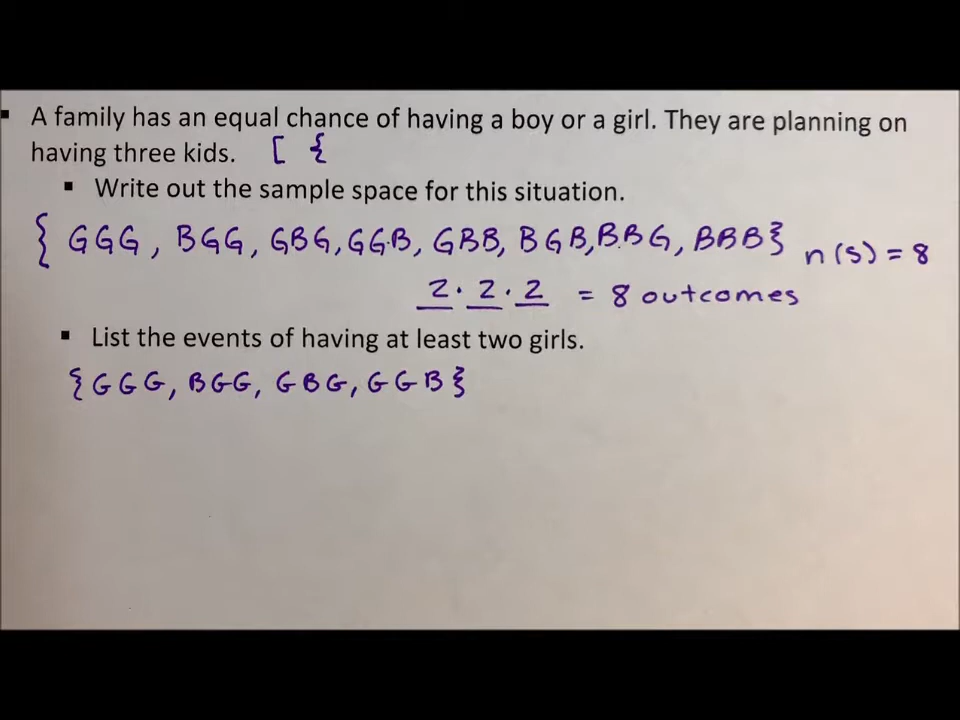 ▪ A family has an equal chance of having a boy or a girl. They are planning on
having three kids. [ {
▪ Write out the sample space for this situation.
{ GGG, BGG, GBG, GGB, GBB, BGB, BBG, BBB} n(s) = 8
2 · 2 · 2 = 8 outcomes
▪ List the events of having at least two girls.
{GGG, BGG, GBG, GGB}